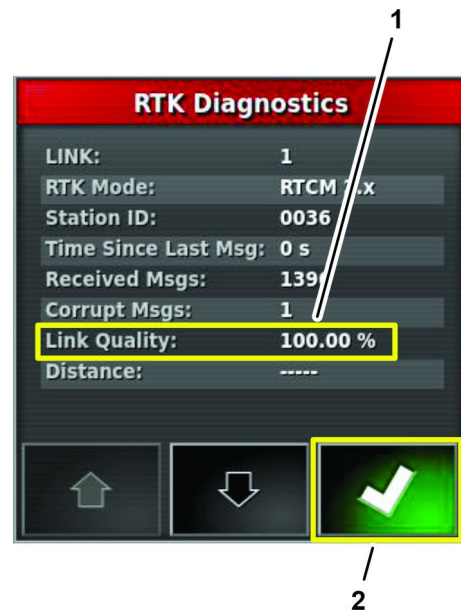 1
RTK Diagnostics
LINK: 1
RTK Mode: RTCM
Station ID: 0036
Time Since Last Msg: 0 s
Received Msgs:
Corrupt Msgs: 1
Link Quality: 100.00 %
Distance: -----
2